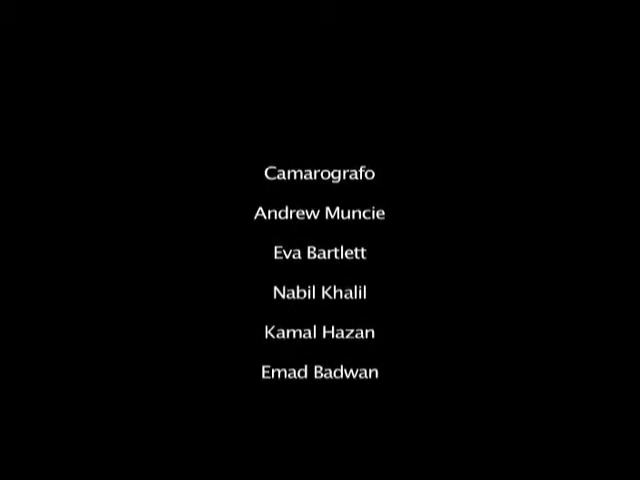 Camarografo
Andrew Muncie
Eva Bartlett
Nabil Khalil
Kamal Hazan
Emad Badwan